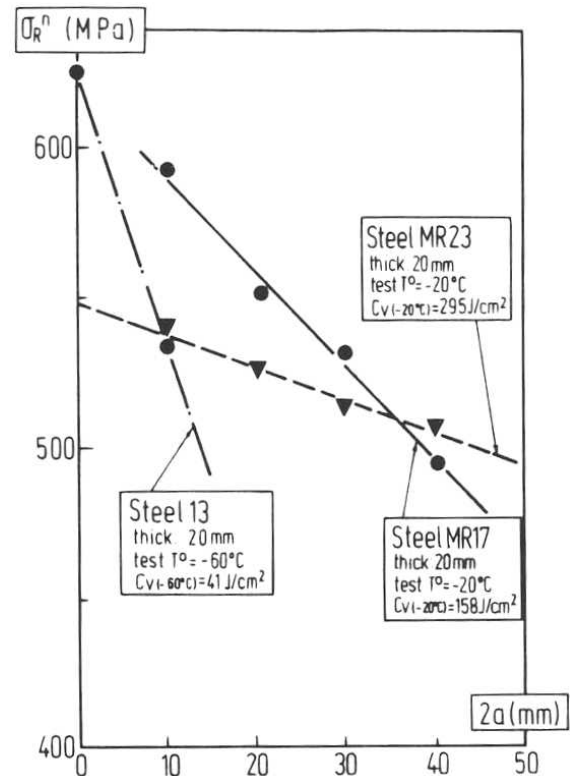 σRⁿ (MPa)
600
500
400
Steel MR23
thick 20mm
test T°= -20°C
Cv(-20°C)=295J/cm²
Steel 13
thick 20mm
test T° = -60°C
Cv(-60°C)=41J/cm²
Steel MR17
thick 20mm
test T° = -20°C
Cv(-20°C)=158J/cm²
2a(mm)
0 10 20 30 40 50